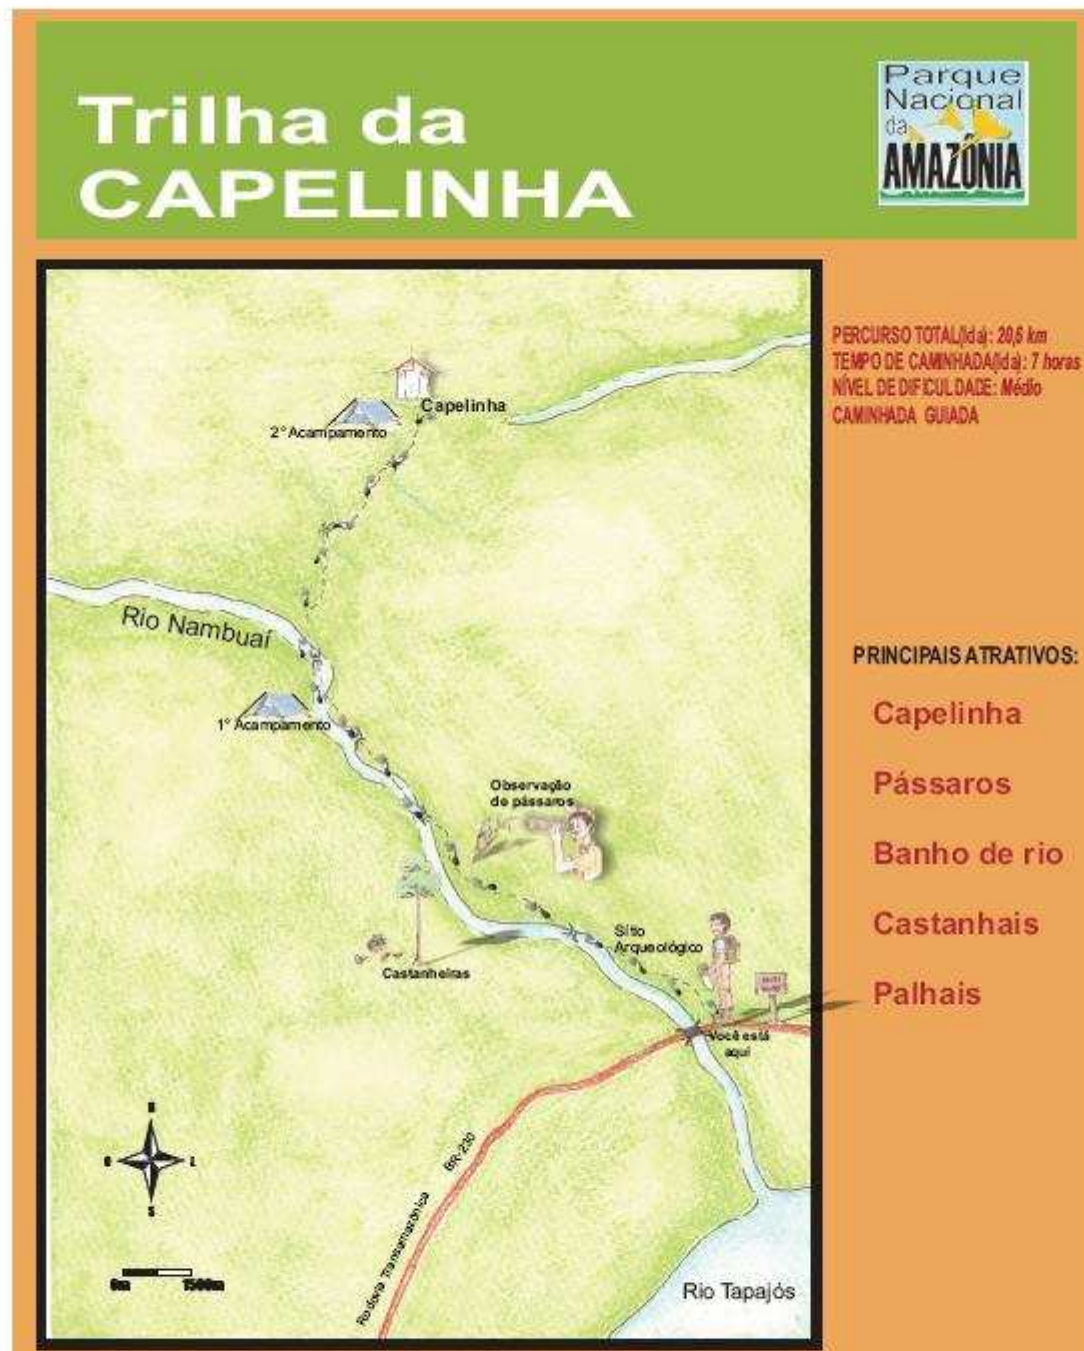 Trilha da
CAPELINHA
Parque
Nacional
da
AMAZÔNIA
PERCURSO TOTAL(ida): 20,6 km
TEMPO DE CAMINHADA(ida): 7 horas
NÍVEL DE DIFICULDADE: Médio
CAMINHADA GUIADA
Capelinha
2° Acampamento
Rio Nambuaí
1° Acampamento
Observação
de pássaros
Castanheiras
Sítio
Arqueológico
Você está
aqui
Rodovia Transamazônica BR-230
Rio Tapajós
N
O L
S
0m 1500m
PRINCIPAIS ATRATIVOS:
Capelinha
Pássaros
Banho de rio
Castanhais
Palhais